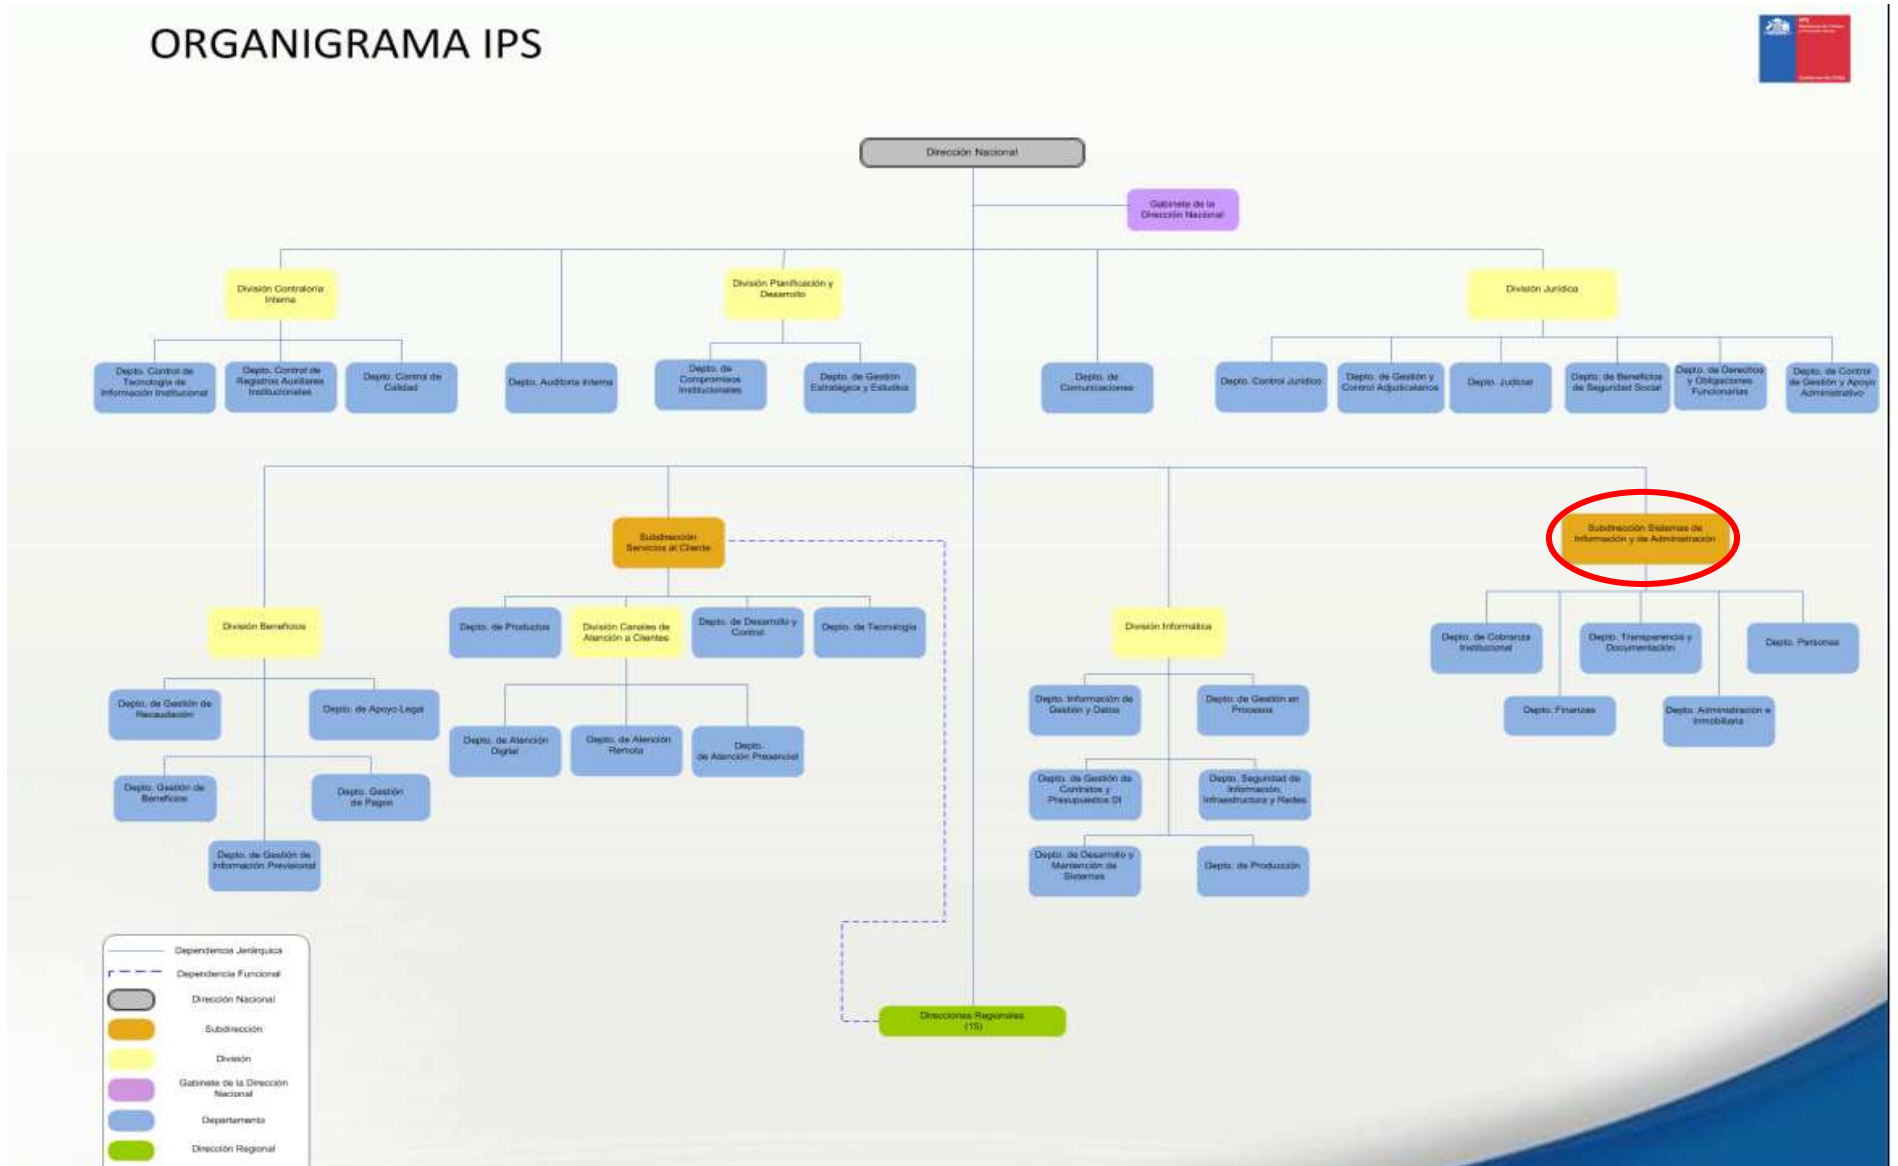 ORGANIGRAMA IPS
Dirección Nacional
Gabinete de la
Dirección Nacional
División Contraloría
Interna
División Planificación y
Desarrollo
División Jurídica
Depto. Control de
Tecnología de
Información Institucional
Depto. Control de
Registros Auxiliares
Institucionales
Depto. Control de
Calidad
Depto. Auditoría Interna
Depto. de
Compromisos
Institucionales
Depto. de Gestión
Estratégica y Estudios
Depto. de
Comunicaciones
Depto. Control Jurídico
Depto. de Gestión y
Control Adjudicatarios
Depto. Judicial
Depto. de Beneficios
de Seguridad Social
Depto. de Derechos
y Obligaciones
Funcionarias
Depto. de Control
de Gestión y Apoyo
Administrativo
Subdirección
Servicios al Cliente
Subdirección Sistemas de
Información y de Administración
División Beneficios
Depto. de Productos
División Canales de
Atención a Clientes
Depto. de Desarrollo y
Control
Depto. de Tecnología
División Informática
Depto. de Cobranza
Institucional
Depto. Transparencia y
Documentación
Depto. Personas
Depto. de Gestión de
Recaudación
Depto. de Apoyo Legal
Depto. Información de
Gestión y Datos
Depto. de Gestión en
Procesos
Depto. Finanzas
Depto. Administración e
Inmobiliaria
Depto. de Atención
Digital
Depto. de Atención
Remota
Depto.
de Atención Presencial
Depto. Gestión de
Beneficios
Depto. Gestión
de Pagos
Depto. de Gestión de
Contratos y
Presupuestos DI
Depto. Seguridad de
Información,
Infraestructura y Redes
Depto. de Gestión de
Información Previsional
Depto. de Desarrollo y
Mantención de
Sistemas
Depto. de Producción
Direcciones Regionales
(15)
Dependencia Jerárquica
Dependencia Funcional
Dirección Nacional
Subdirección
División
Gabinete de la Dirección
Nacional
Departamento
Dirección Regional